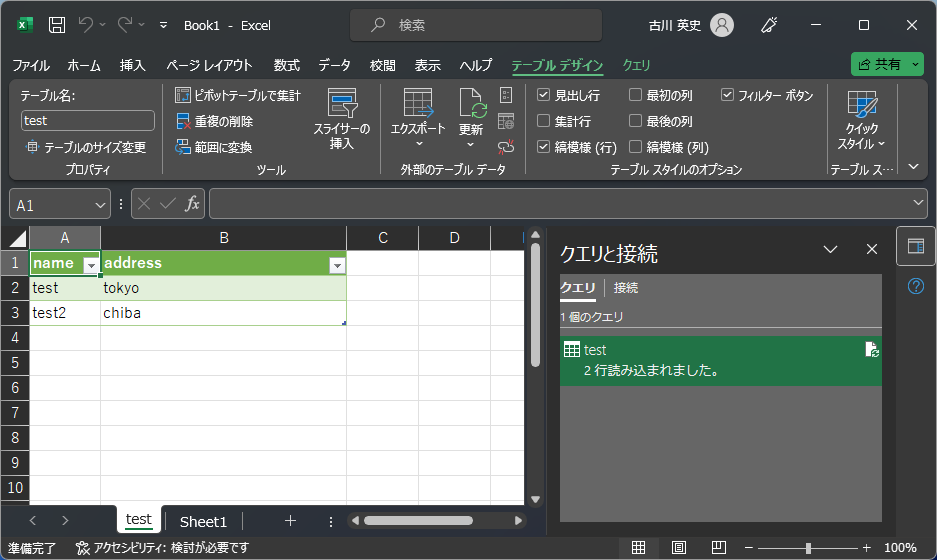 Book1 - Excel
検索
古川 英史
ファイル ホーム 挿入 ページ レイアウト 数式 データ 校閲 表示 ヘルプ テーブル デザイン クエリ 共有
テーブル名:
test
テーブルのサイズ変更
プロパティ
ピボットテーブルで集計
重複の削除
範囲に変換
スライサーの
挿入
ツール
エクスポート
更新
外部のテーブル データ
見出し行
集計行
縞模様 (行)
最初の列
最後の列
縞模様 (列)
フィルター ボタン
テーブル スタイルのオプション
クイック
スタイル
テーブル ス…
A1
fx
A B C D
1 name address
2 test tokyo
3 test2 chiba
4
5
6
7
8
9
10
クエリと接続
クエリ 接続
1 個のクエリ
test
2 行読み込まれました。
test Sheet1
準備完了 アクセシビリティ: 検討が必要です 100%